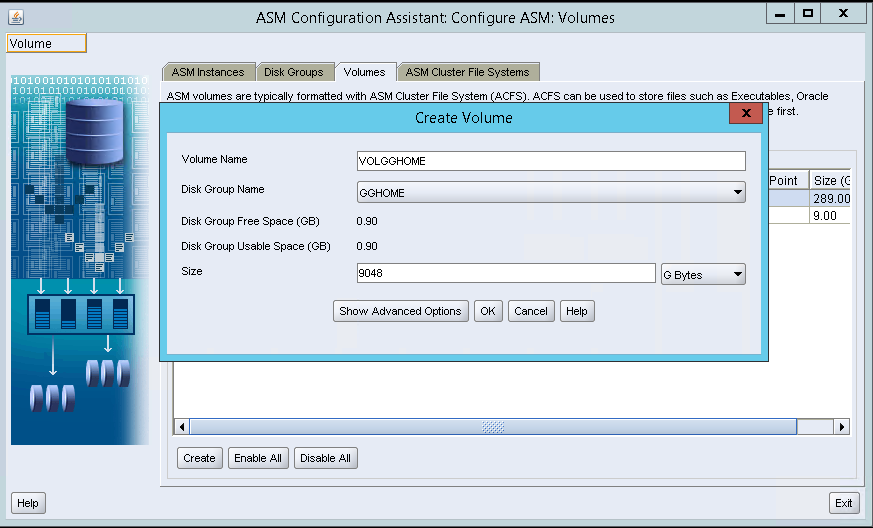 ASM Configuration Assistant: Configure ASM: Volumes
Volume
ASM Instances
Disk Groups
Volumes
ASM Cluster File Systems
ASM volumes are typically formatted with ASM Cluster File System (ACFS). ACFS can be used to store files such as Executables, Oracle
e first.
Create Volume
X
Volume Name
VOLGGHOME
Disk Group Name
GGHOME
Disk Group Free Space (GB)
0.90
Disk Group Usable Space (GB)
0.90
Size
9048
G Bytes
Show Advanced Options
OK
Cancel
Help
Point
Size (G
289.00
9.00
Create
Enable All
Disable All
Help
Exit